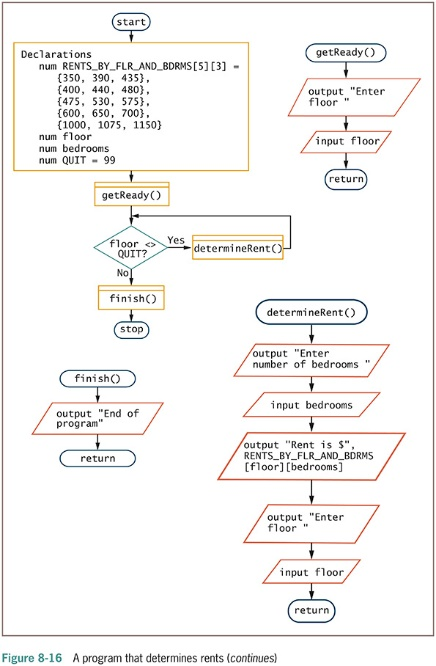 start
Declarations
num RENTS_BY_FLR_AND_BDRMS[5][3] =
{350, 390, 435},
{400, 440, 480},
{475, 530, 575},
{600, 650, 700},
{1000, 1075, 1150}
num floor
num bedrooms
num QUIT = 99
getReady()
floor <>
QUIT?
Yes
determineRent()
No
finish()
stop
getReady()
output "Enter
floor "
input floor
return
finish()
output "End of
program"
return
determineRent()
output "Enter
number of bedrooms "
input bedrooms
output "Rent is $",
RENTS_BY_FLR_AND_BDRMS
[floor][bedrooms]
output "Enter
floor "
input floor
return
Figure 8-16 A program that determines rents (continues)